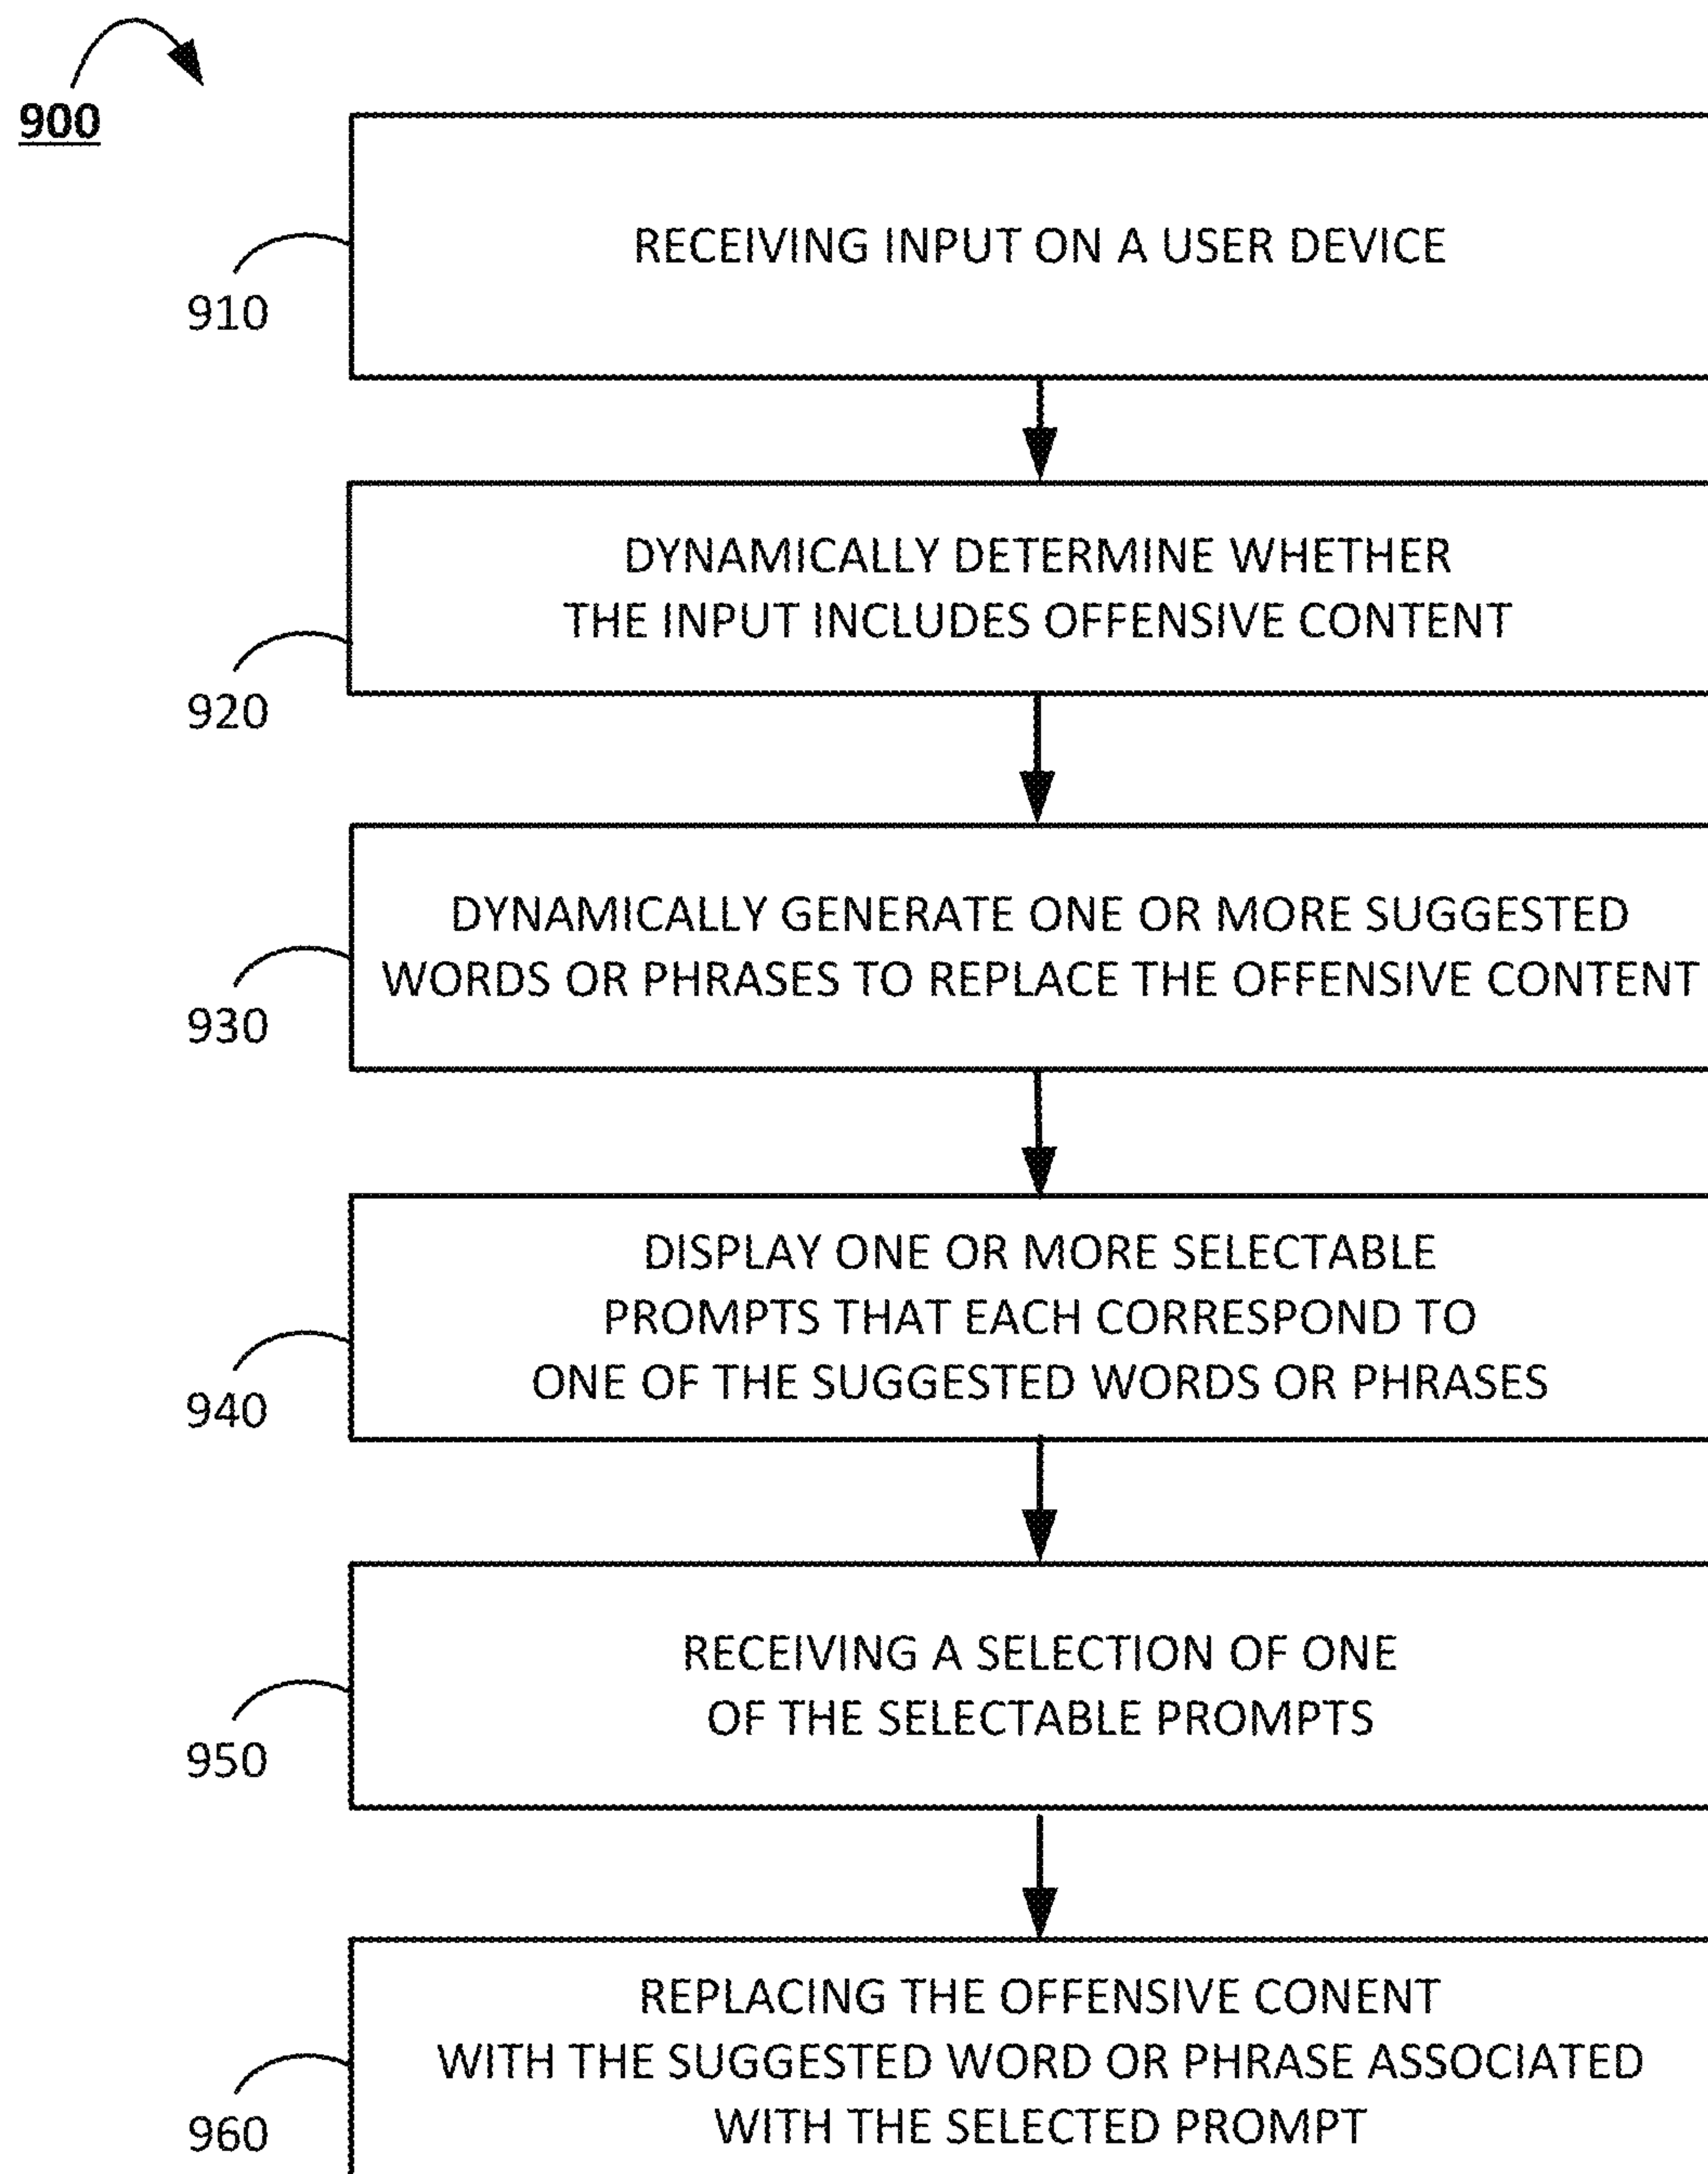 900
RECEIVING INPUT ON A USER DEVICE
910
DYNAMICALLY DETERMINE WHETHER
THE INPUT INCLUDES OFFENSIVE CONTENT
920
DYNAMICALLY GENERATE ONE OR MORE SUGGESTED
WORDS OR PHRASES TO REPLACE THE OFFENSIVE CONTENT
930
DISPLAY ONE OR MORE SELECTABLE
PROMPTS THAT EACH CORRESPOND TO
ONE OF THE SUGGESTED WORDS OR PHRASES
940
RECEIVING A SELECTION OF ONE
OF THE SELECTABLE PROMPTS
950
REPLACING THE OFFENSIVE CONENT
WITH THE SUGGESTED WORD OR PHRASE ASSOCIATED
WITH THE SELECTED PROMPT
960